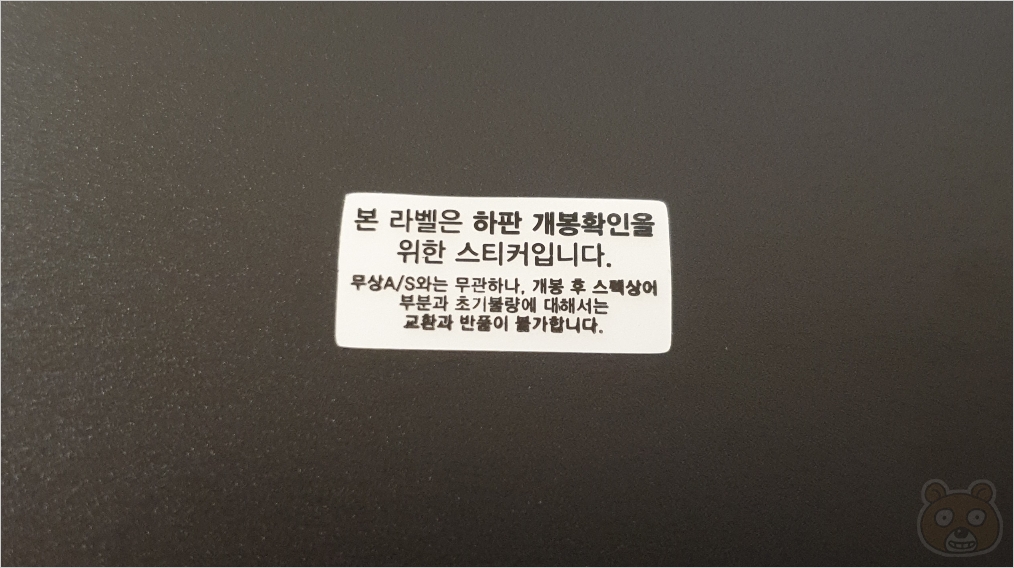 본 라벨은 하판 개봉확인을
위한 스티커입니다.
무상A/S와는 무관하나, 개봉 후 스펙상이
부분과 초기불량에 대해서는
교환과 반품이 불가합니다.